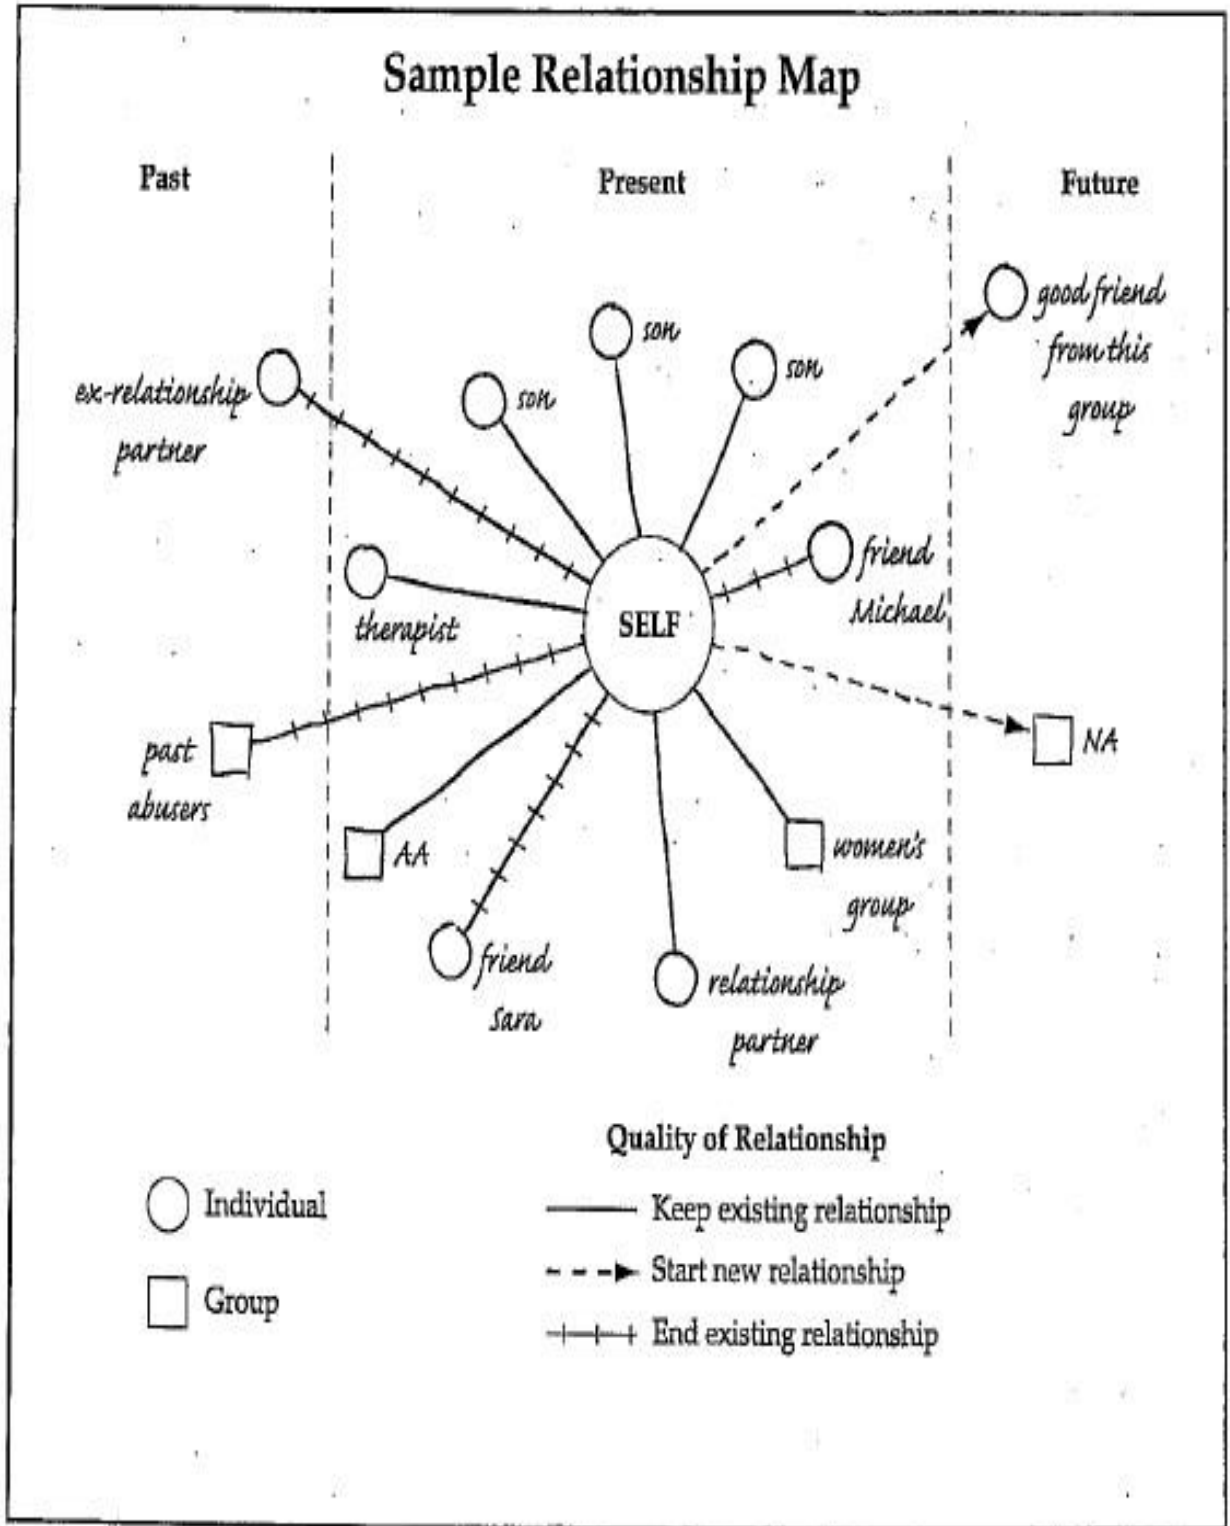 Sample Relationship Map
Past
Present
Future
good friend
from this
group
son
son
son
ex-relationship
partner
friend
Michael
therapist
SELF
past
abusers
NA
AA
women's
group
friend
Sara
relationship
partner
Quality of Relationship
Individual
Keep existing relationship
Start new relationship
Group
End existing relationship